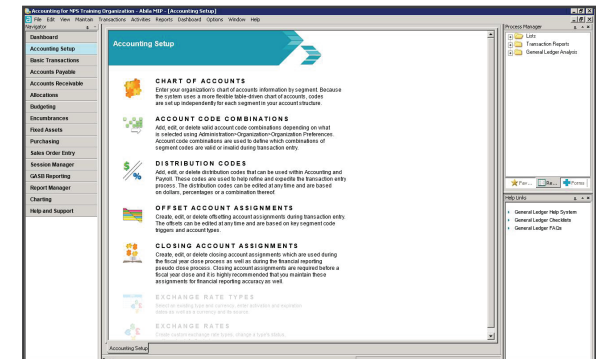 Accounting for NPS Training Organization - Abila MIP - [Accounting Setup]
File Edit View Maintain Transactions Activities Reports Dashboard Options Window Help
Navigator
Dashboard
Accounting Setup
Basic Transactions
Accounts Payable
Accounts Receivable
Allocations
Budgeting
Encumbrances
Fixed Assets
Purchasing
Sales Order Entry
Session Manager
GASB Reporting
Report Manager
Charting
Help and Support
Accounting Setup
CHART OF ACCOUNTS
Enter your organization's chart of accounts information by segment. Because
the system uses a more flexible table-driven chart of accounts, codes
are set up independently for each segment in your account structure.
ACCOUNT CODE COMBINATIONS
Add, edit, or delete valid account code combinations depending on what
is selected using Administration>Organization>Organization Preferences.
Account code combinations are used to define which combinations of
segment codes are valid or invalid during transaction entry.
DISTRIBUTION CODES
Add, edit, or delete distribution codes that can be used within Accounting and
Payroll. These codes are used to help refine and expedite the transaction entry
process. The distribution codes can be edited at any time and are based
on dollars, percentages or a combination thereof.
OFFSET ACCOUNT ASSIGNMENTS
Create, edit, or delete offsetting account assignments during transaction entry.
The offsets can be edited at any time and are based on key segment code
triggers and account types.
CLOSING ACCOUNT ASSIGNMENTS
Create, edit, or delete closing account assignments which are used during
the fiscal year close process as well as during the financial reporting
pseudo close process. Closing account assignments are required before a
fiscal year close and it is highly recommended that you maintain these
assignments for financial reporting accuracy as well.
EXCHANGE RATE TYPES
EXCHANGE RATES
Accounting Setup
Process Manager
Lists
Transaction Reports
General Ledger Analysis
Fav... Re... Forms
Help Links
General Ledger Help System
General Ledger Checklists
General Ledger FAQs